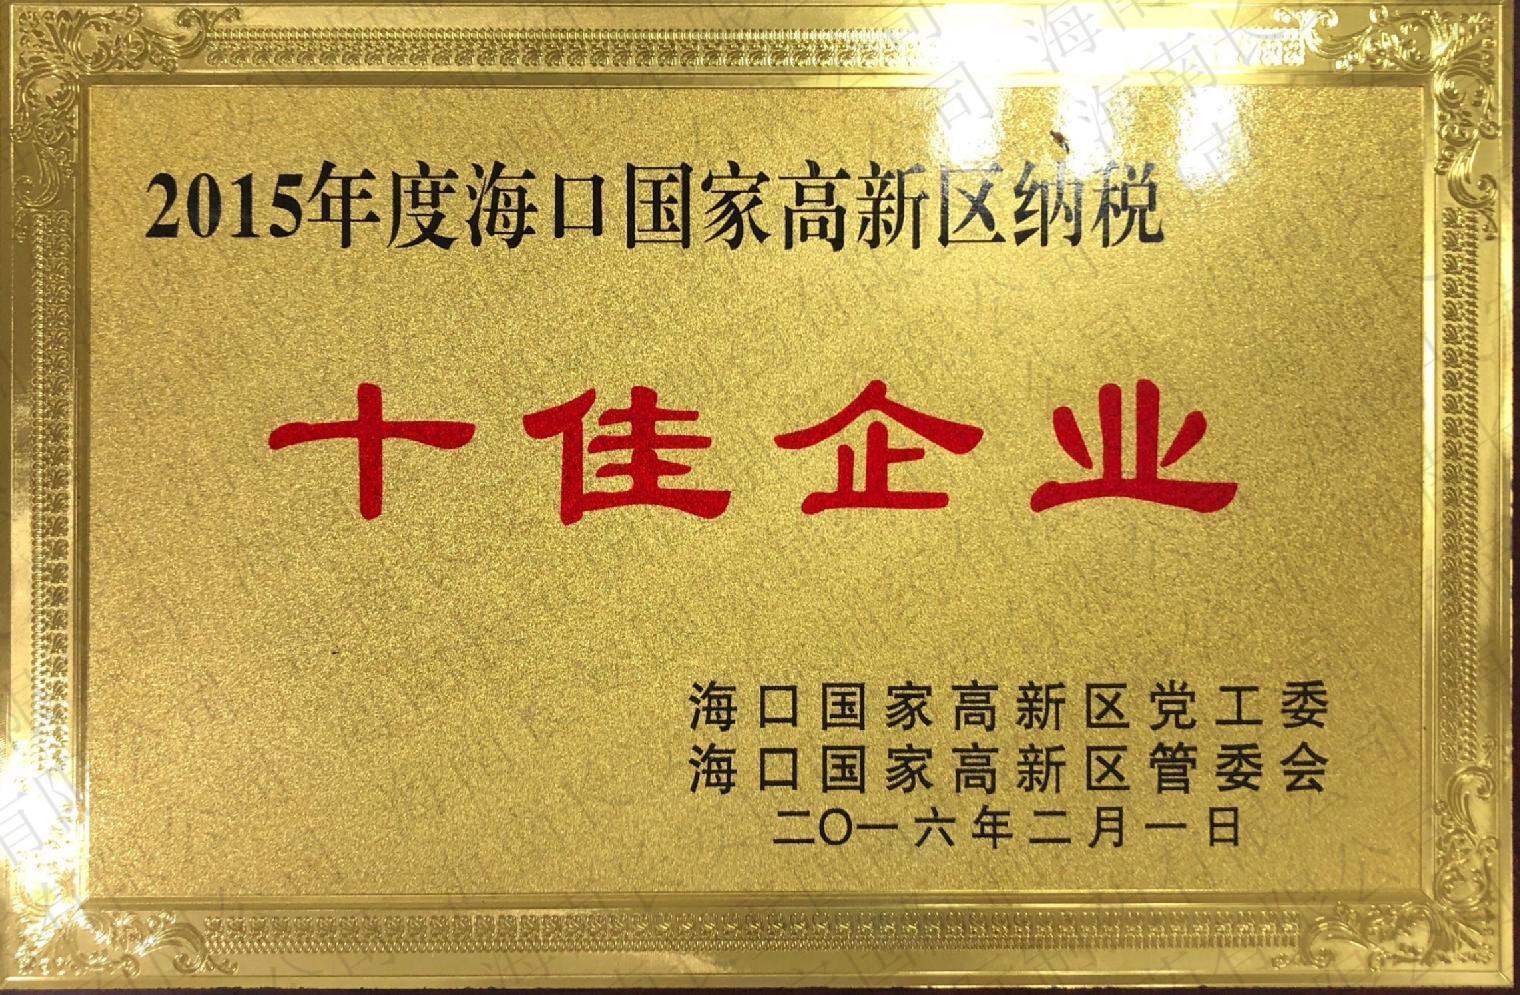 2015年度海口国家高新区纳税
十佳企业
海口国家高新区党工委
海口国家高新区管委会
二〇一六年二月一日